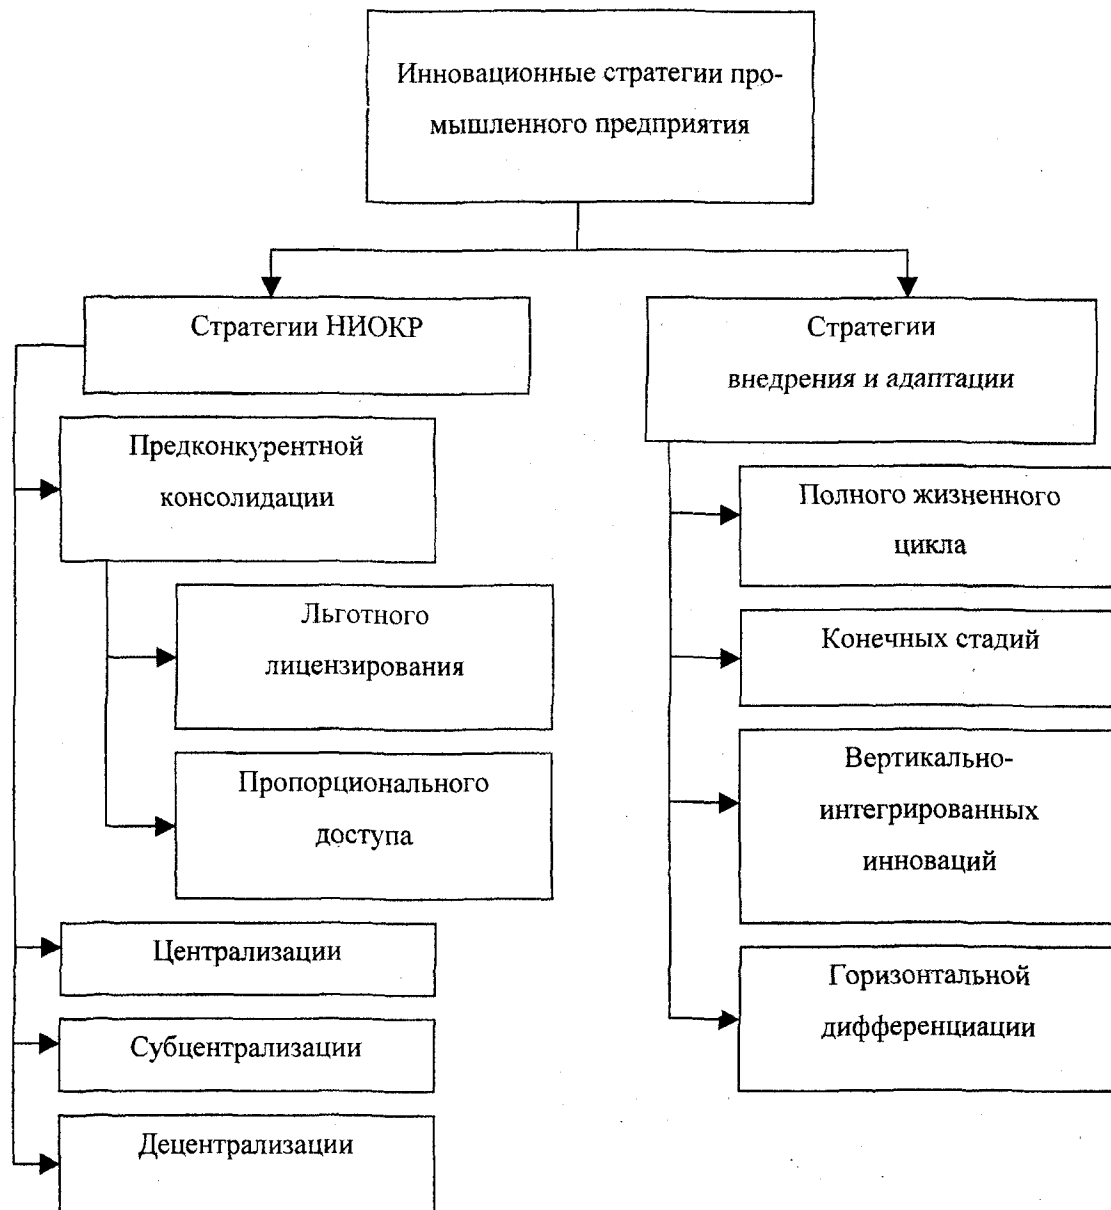 Инновационные стратегии про-
мышленного предприятия
Стратегии НИОКР
Предконкурентной
консолидации
Льготного
лицензирования
Пропорционального
доступа
Централизации
Субцентрализации
Децентрализации
Стратегии
внедрения и адаптации
Полного жизненного
цикла
Конечных стадий
Вертикально-
интегрированных
инноваций
Горизонтальной
дифференциации